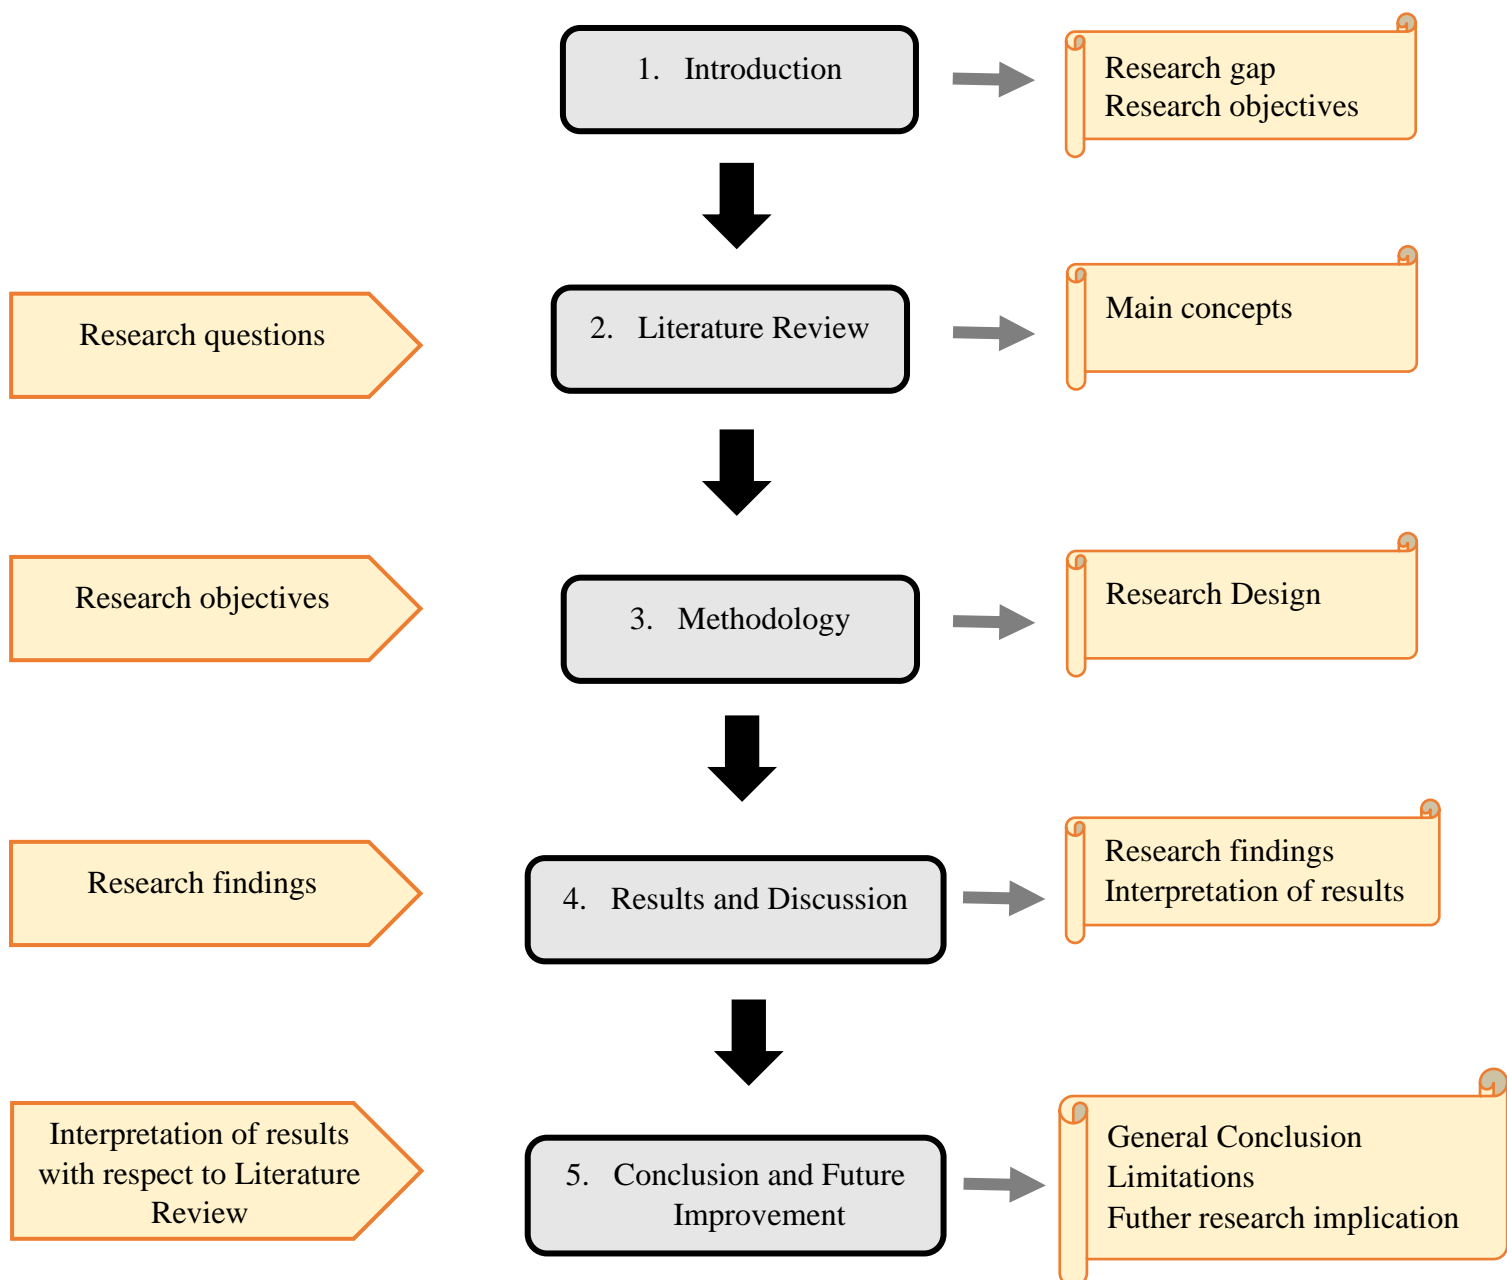 1. Introduction
Research gap
Research objectives
Research questions
2. Literature Review
Main concepts
Research objectives
3. Methodology
Research Design
Research findings
4. Results and Discussion
Research findings
Interpretation of results
Interpretation of results
with respect to Literature
Review
5. Conclusion and Future
Improvement
General Conclusion
Limitations
Futher research implication